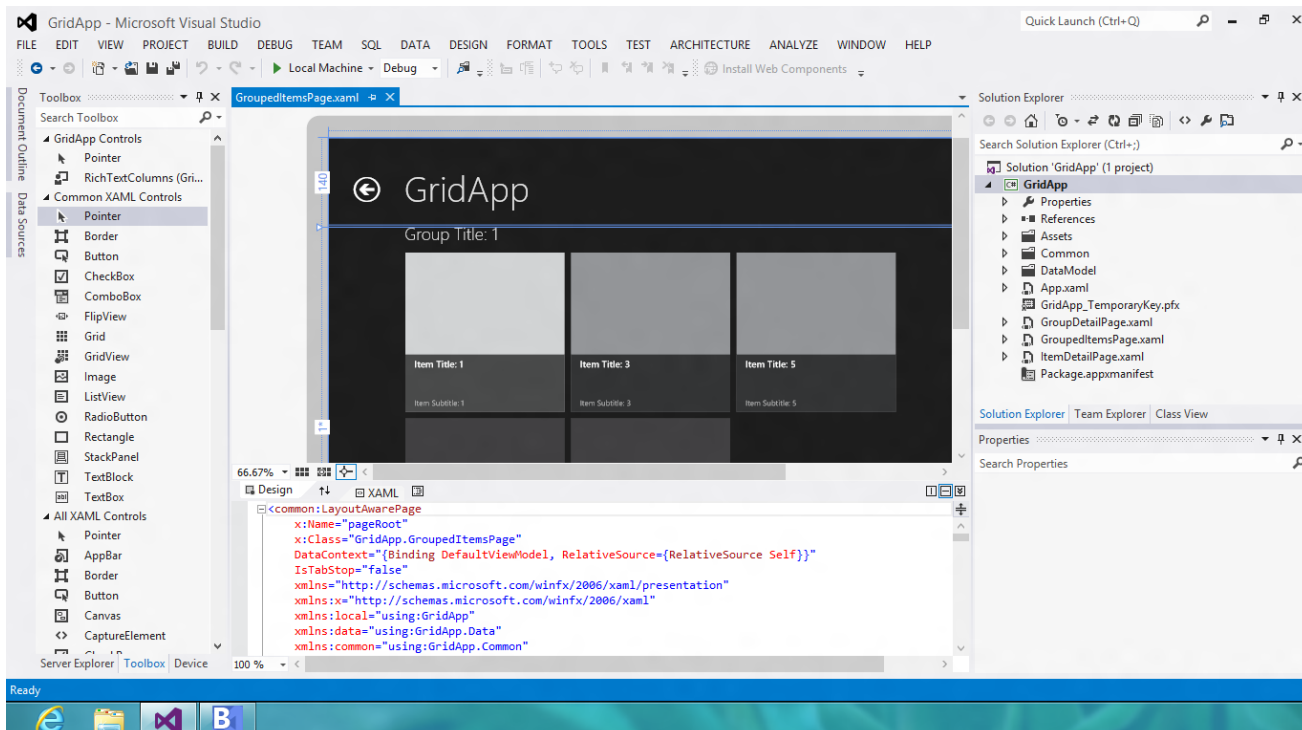 GridApp - Microsoft Visual Studio
Quick Launch (Ctrl+Q)
FILE EDIT VIEW PROJECT BUILD DEBUG TEAM SQL DATA DESIGN FORMAT TOOLS TEST ARCHITECTURE ANALYZE WINDOW HELP
Local Machine Debug Install Web Components
Document Outline
Data Sources
Toolbox
Search Toolbox
GridApp Controls
Pointer
RichTextColumns (Gri...
Common XAML Controls
Pointer
Border
Button
CheckBox
ComboBox
FlipView
Grid
GridView
Image
ListView
RadioButton
Rectangle
StackPanel
TextBlock
TextBox
All XAML Controls
Pointer
AppBar
Border
Button
Canvas
CaptureElement
Server Explorer Toolbox Device
GroupedItemsPage.xaml
140
GridApp
Group Title: 1
Item Title: 1
Item Subtitle: 1
Item Title: 3
Item Subtitle: 3
Item Title: 5
Item Subtitle: 5
1*
66.67%
Design XAML
<common:LayoutAwarePage
x:Name="pageRoot"
x:Class="GridApp.GroupedItemsPage"
DataContext="{Binding DefaultViewModel, RelativeSource={RelativeSource Self}}"
IsTabStop="false"
xmlns="http://schemas.microsoft.com/winfx/2006/xaml/presentation"
xmlns:x="http://schemas.microsoft.com/winfx/2006/xaml"
xmlns:local="using:GridApp"
xmlns:data="using:GridApp.Data"
xmlns:common="using:GridApp.Common"
100 %
Solution Explorer
Search Solution Explorer (Ctrl+;)
Solution 'GridApp' (1 project)
C# GridApp
Properties
References
Assets
Common
DataModel
App.xaml
GridApp_TemporaryKey.pfx
GroupDetailPage.xaml
GroupedItemsPage.xaml
ItemDetailPage.xaml
Package.appxmanifest
Solution Explorer Team Explorer Class View
Properties
Search Properties
Ready